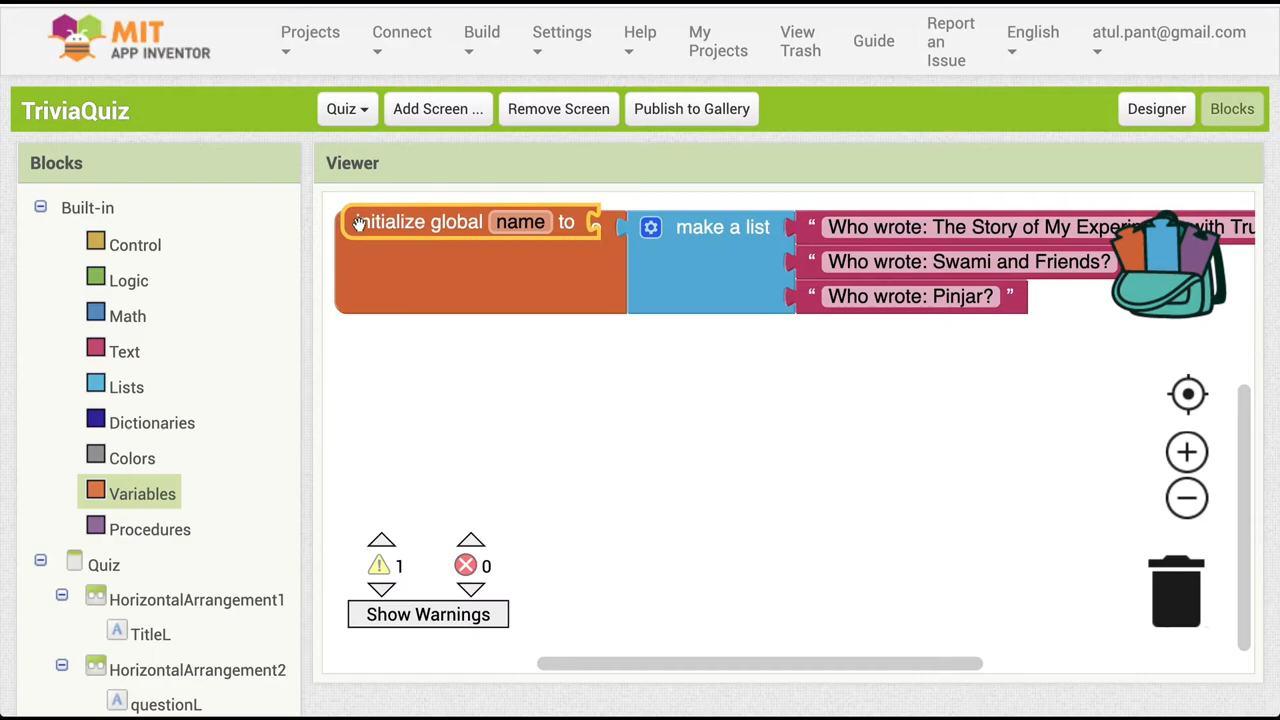 MIT
APP INVENTOR
Projects
Connect
Build
Settings
Help
My
Projects
View
Trash
Guide
Report
an
Issue
English
atul.pant@gmail.com
TriviaQuiz
Quiz
Add Screen ...
Remove Screen
Publish to Gallery
Designer
Blocks
Blocks
Viewer
Built-in
Control
Logic
Math
Text
Lists
Dictionaries
Colors
Variables
Procedures
Quiz
HorizontalArrangement1
A TitleL
HorizontalArrangement2
A questionL
initialize global name to
make a list
“ Who wrote: The Story of My Experiments with Tru
“ Who wrote: Swami and Friends?
“ Who wrote: Pinjar? ”
1
0
Show Warnings